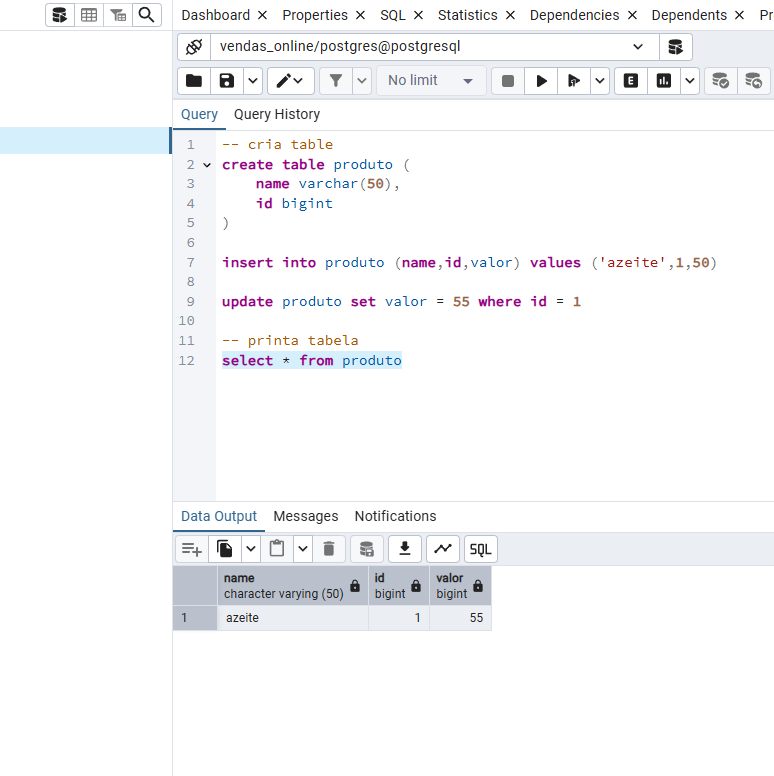 Dashboard Properties SQL Statistics Dependencies Dependents Pr
vendas_online/postgres@postgresql
No limit
E
Query Query History
1 -- cria table
2 create table produto (
3 name varchar(50),
4 id bigint
5 )
6
7 insert into produto (name,id,valor) values ('azeite',1,50)
8
9 update produto set valor = 55 where id = 1
10
11 -- printa tabela
12 select * from produto
Data Output Messages Notifications
SQL
name id valor
character varying (50) bigint bigint
1 azeite 1 55